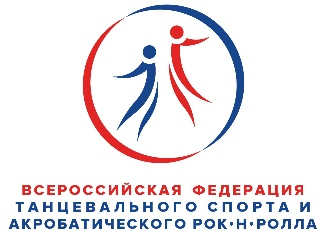 ВСЕРОССИЙСКАЯ ФЕДЕРАЦИЯ
ТАНЦЕВАЛЬНОГО СПОРТА И
АКРОБАТИЧЕСКОГО РОК·Н·РОЛЛА